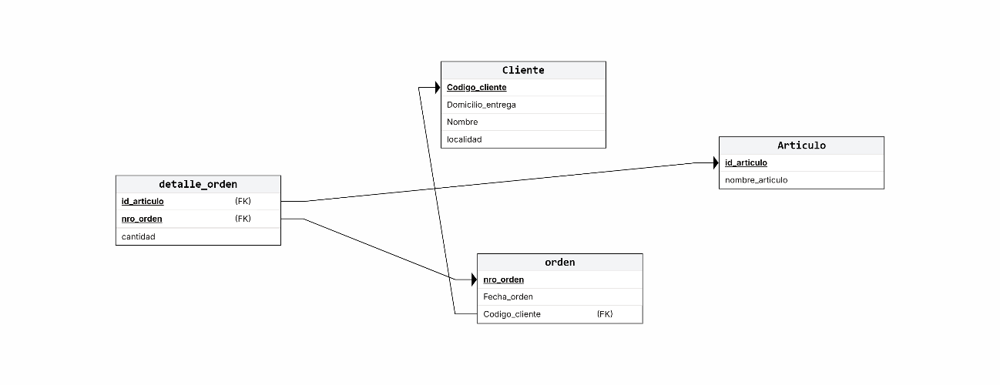 Cliente
Codigo_cliente
Domicilio_entrega
Nombre
localidad
Articulo
id_articulo
nombre_articulo
detalle_orden
id_articulo (FK)
nro_orden (FK)
cantidad
orden
nro_orden
Fecha_orden
Codigo_cliente (FK)